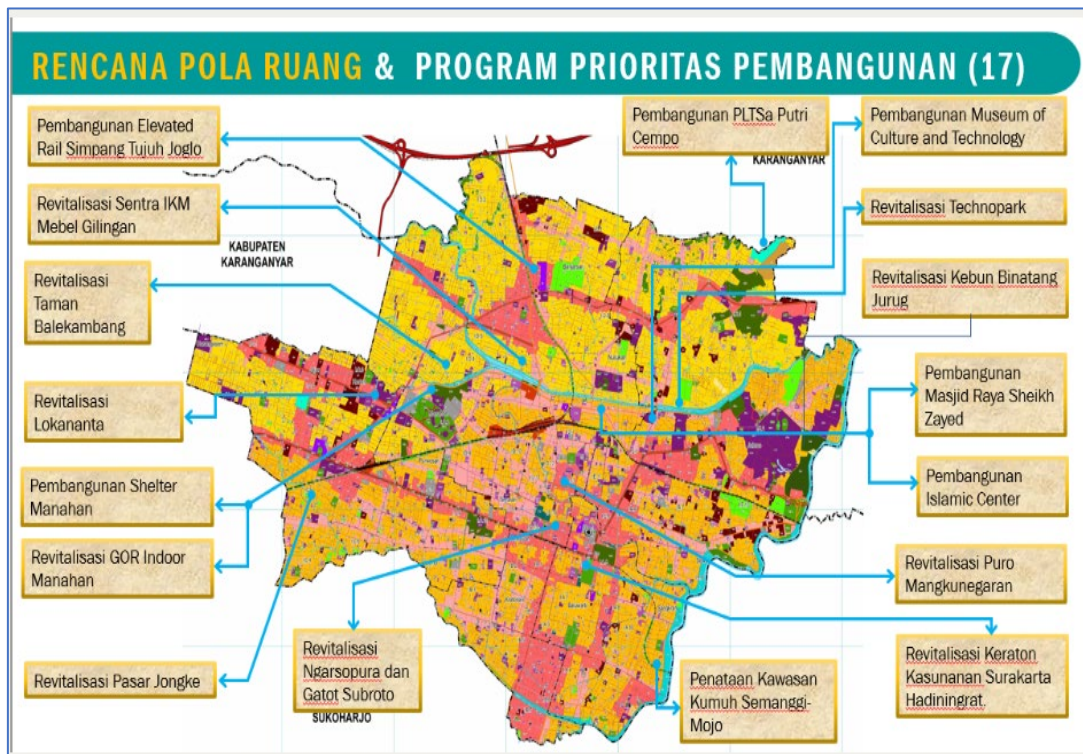 RENCANA POLA RUANG & PROGRAM PRIORITAS PEMBANGUNAN (17)
Pembangunan Elevated
Rail Simpang Tujuh Joglo
Revitalisasi Sentra IKM
Mebel Gilingan
KABUPATEN
KARANGANYAR
Revitalisasi
Taman
Balekambang
Revitalisasi
Lokananta
Pembangunan Shelter
Manahan
Revitalisasi GOR Indoor
Manahan
Revitalisasi Pasar Jongke
Revitalisasi
Ngarsopura dan
Gatot Subroto
SUKOHARJO
Penataan Kawasan
Kumuh Semanggi-
Mojo
Pembangunan PLTSa Putri
Cempo
KARANGANYAR
Pembangunan Museum of
Culture and Technology
Revitalisasi Technopark
Revitalisasi Kebun Binatang
Jurug
Pembangunan
Masjid Raya Sheikh
Zayed
Pembangunan
Islamic Center
Revitalisasi Puro
Mangkunegaran
Revitalisasi Keraton
Kasunanan Surakarta
Hadiningrat.